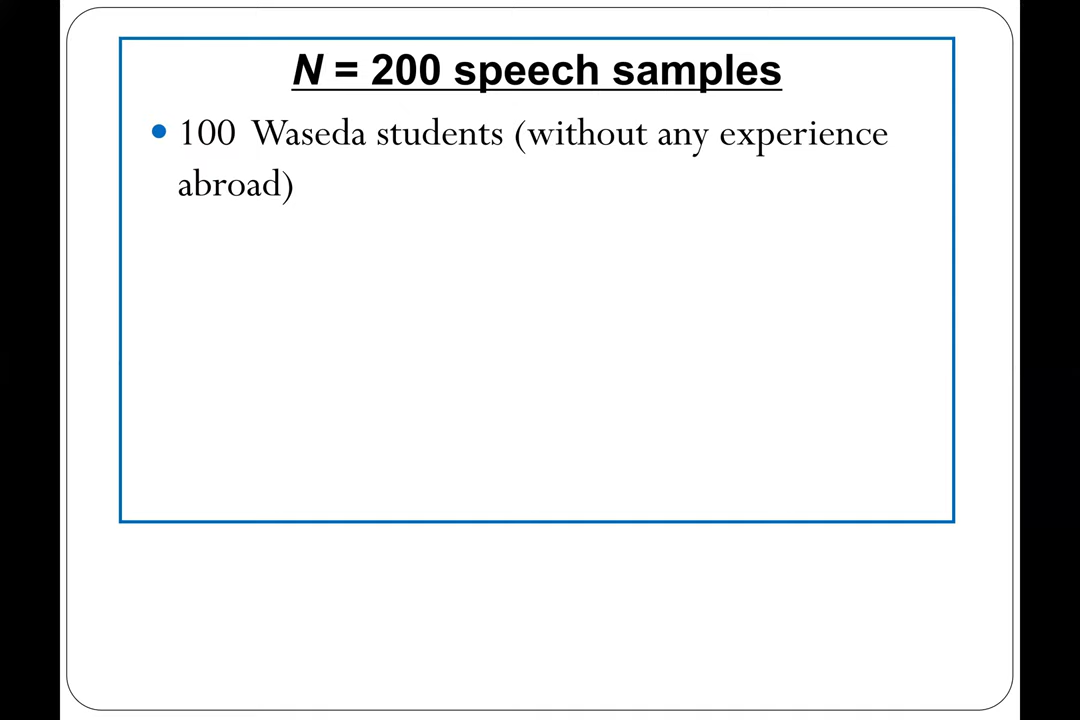 N = 200 speech samples
• 100 Waseda students (without any experience
abroad)